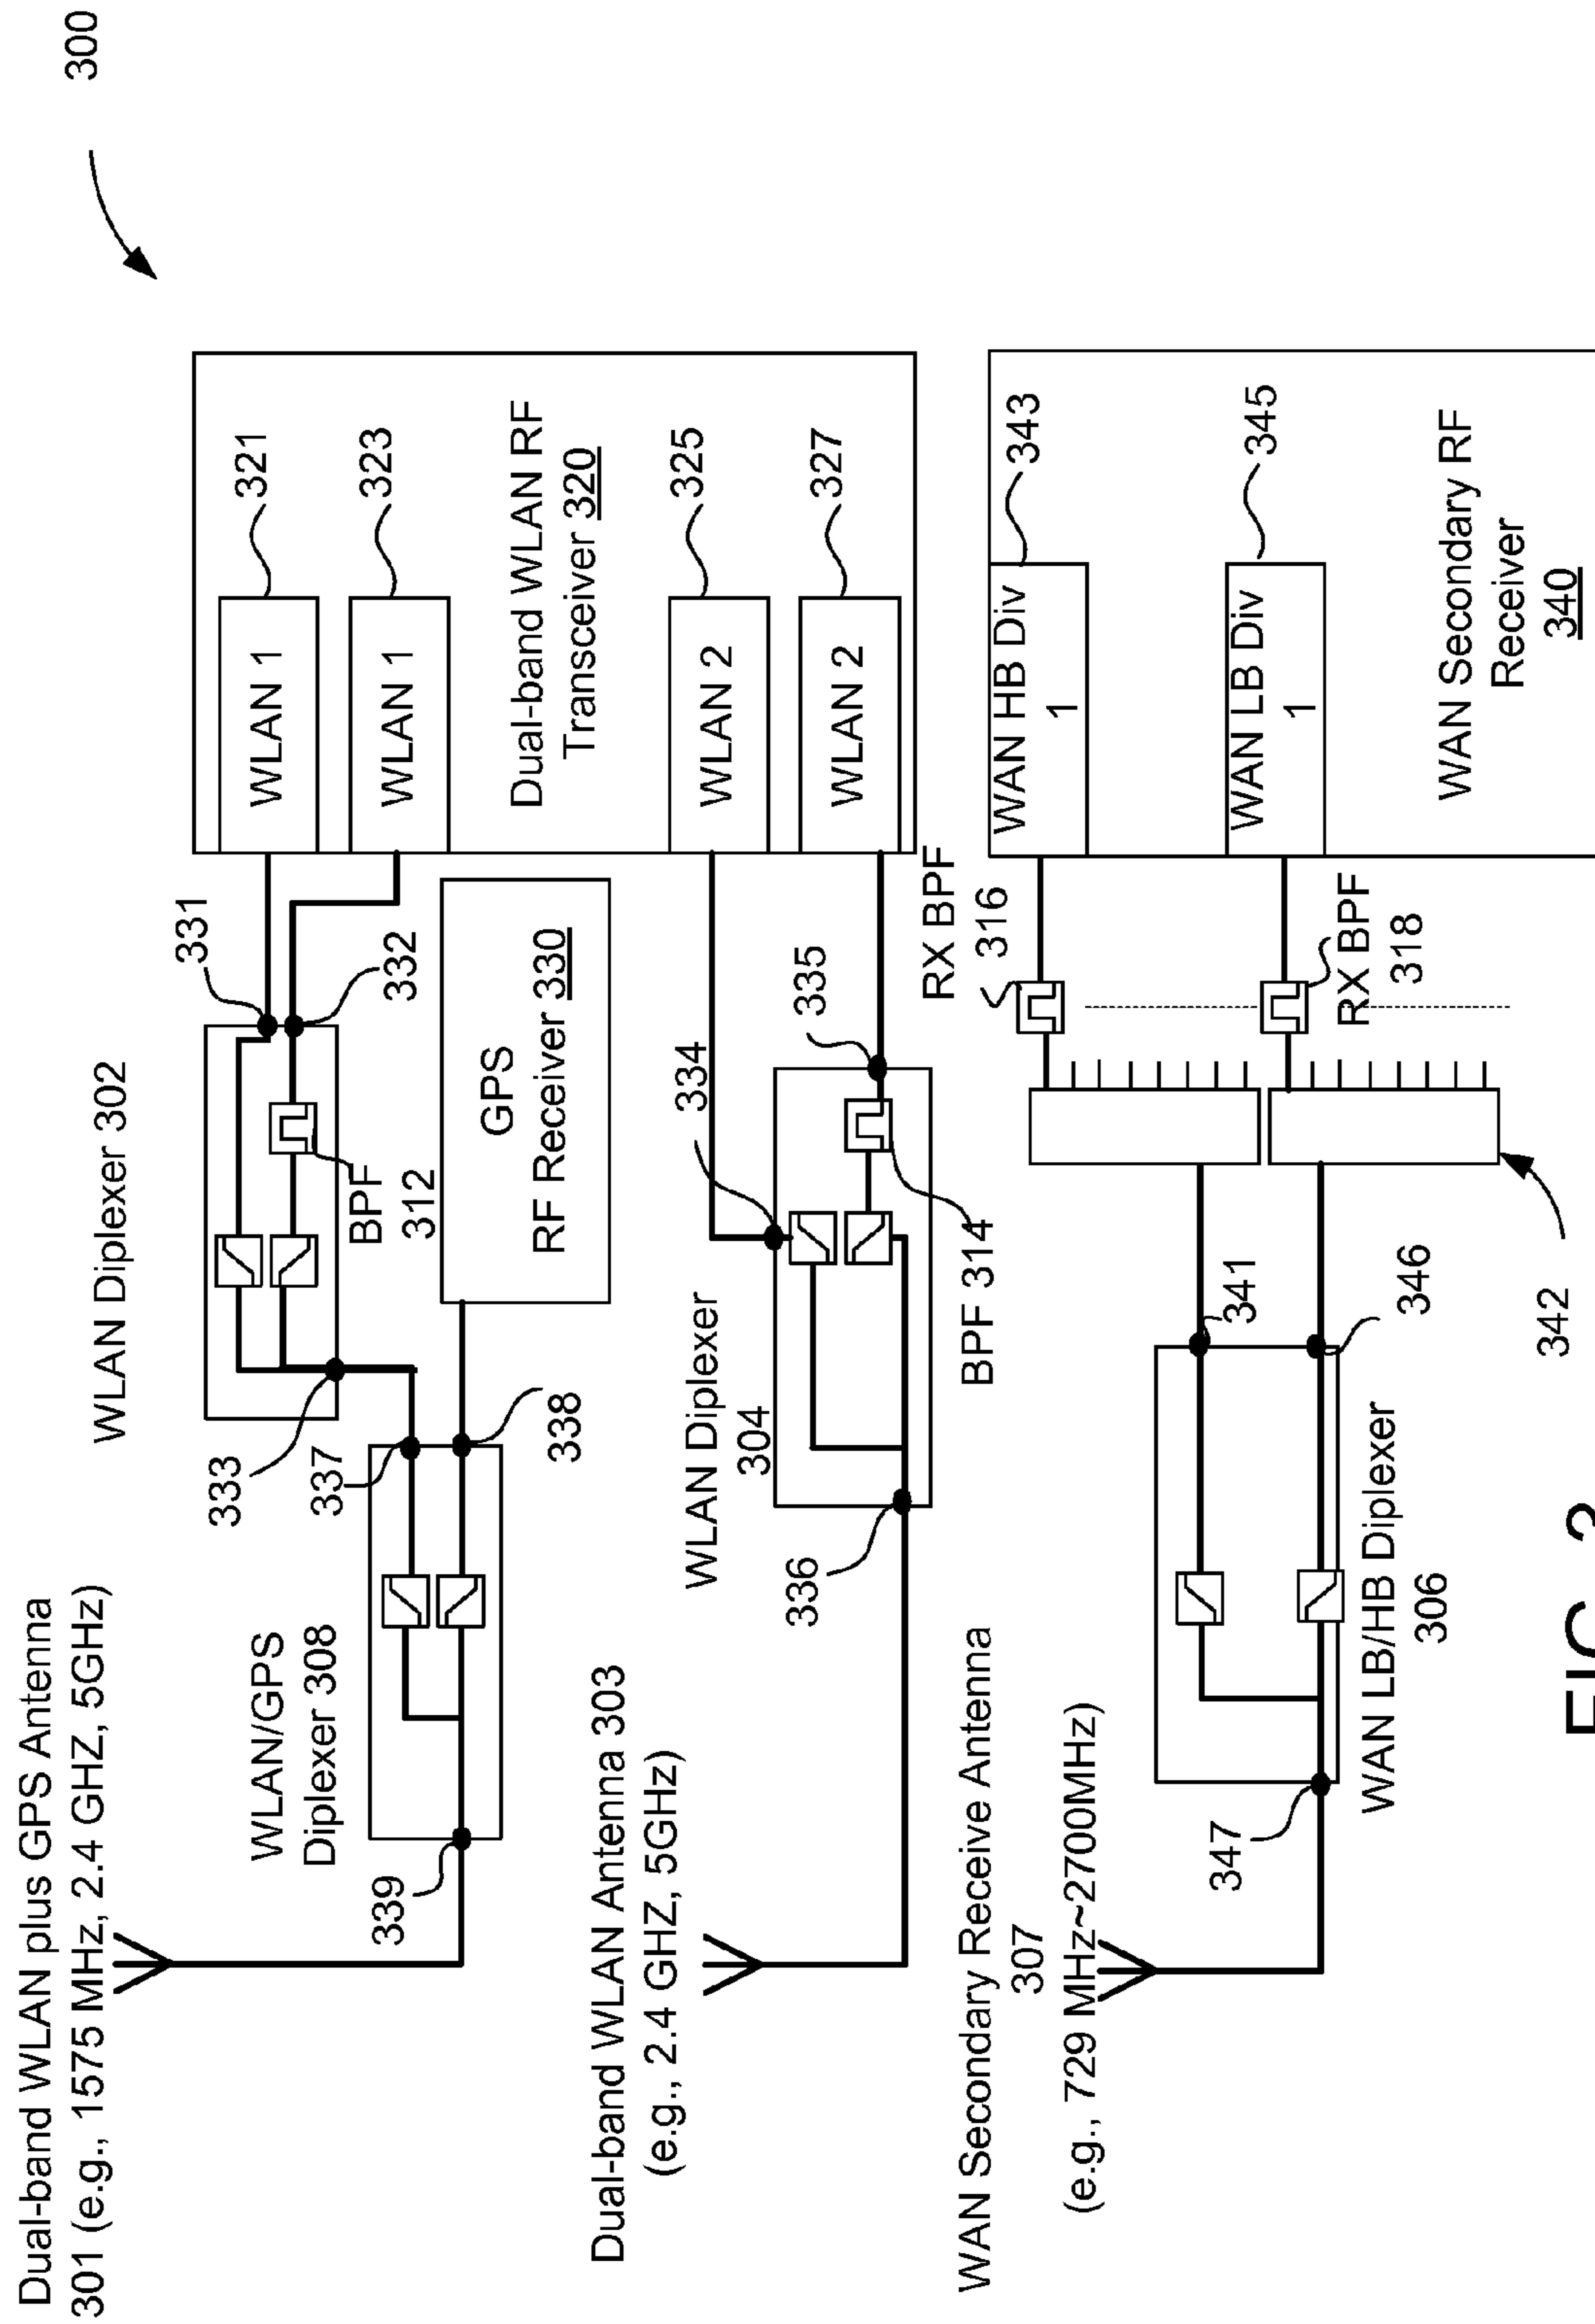 300
Dual-band WLAN plus GPS Antenna
301 (e.g., 1575 MHz, 2.4 GHZ, 5GHz)
WLAN/GPS
Diplexer 308
339
337
338
333
WLAN Diplexer 302
331
332
BPF
312
GPS
RF Receiver 330
WLAN 1
321
WLAN 1
323
Dual-band WLAN RF
Transceiver 320
WLAN 2
325
WLAN 2
327
Dual-band WLAN Antenna 303
(e.g., 2.4 GHZ, 5GHz)
WLAN Diplexer
304
336
334
335
BPF 314
WAN Secondary Receive Antenna
307
(e.g., 729 MHz~2700MHz)
347
WAN LB/HB Diplexer
306
341
346
342
RX BPF
316
RX BPF
318
WAN HB Div
1
343
WAN LB Div
1
345
WAN Secondary RF
Receiver
340